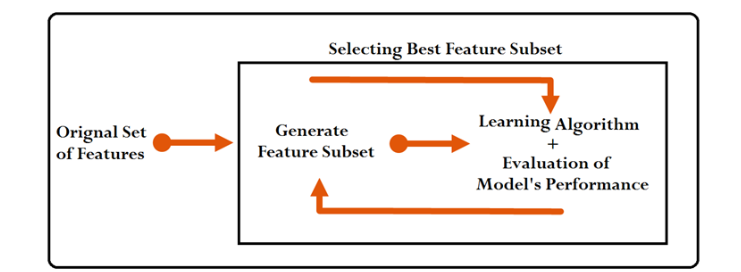 Selecting Best Feature Subset
Orignal Set
of Features
Generate
Feature Subset
Learning Algorithm
+
Evaluation of
Model's Performance